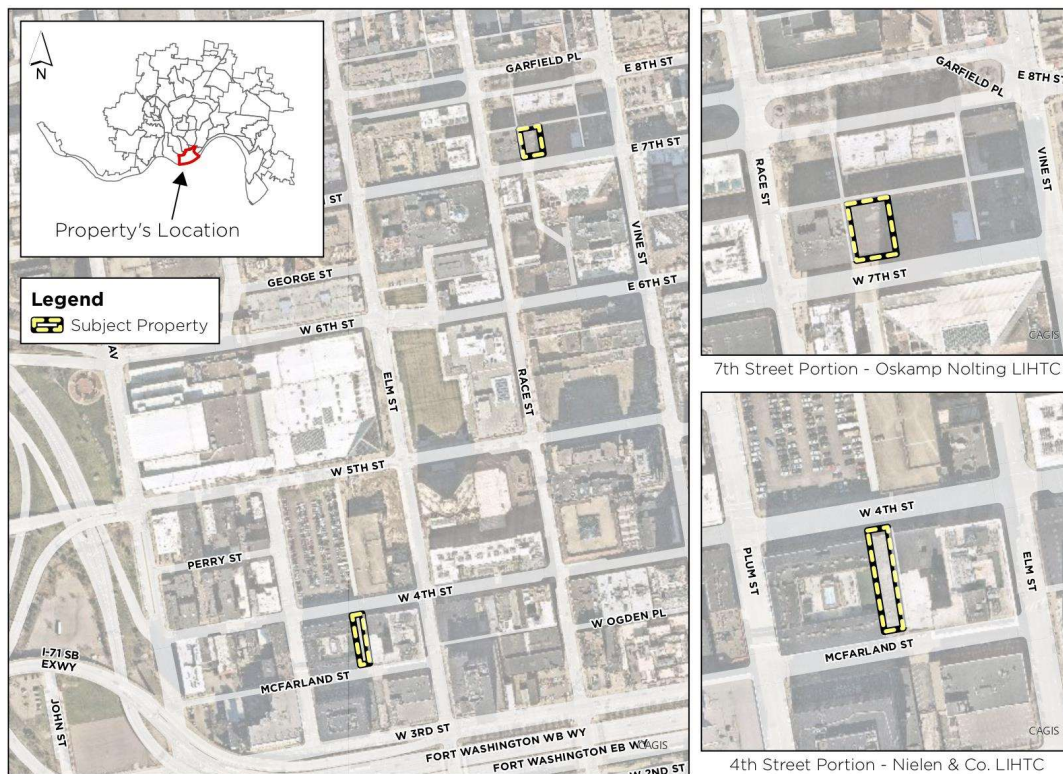 N
Property's Location
Legend
Subject Property
GARFIELD PL
E 8TH ST
E 7TH ST
ST
VINE ST
GEORGE ST
E 6TH ST
W 6TH ST
AV
ELM ST
RACE ST
W 5TH ST
PERRY ST
W 4TH ST
W OGDEN PL
I-71 SB
EXWY
MCFARLAND ST
JOHN ST
W 3RD ST
FORT WASHINGTON WB WY
FORT WASHINGTON EB WY
CAGIS
W 2ND ST
GARFIELD PL
E 8TH ST
RACE ST
VINE ST
W 7TH ST
CAGIS
7th Street Portion - Oskamp Nolting LIHTC
W 4TH ST
PLUM ST
ELM ST
MCFARLAND ST
CAGIS
4th Street Portion - Nielen & Co. LIHTC